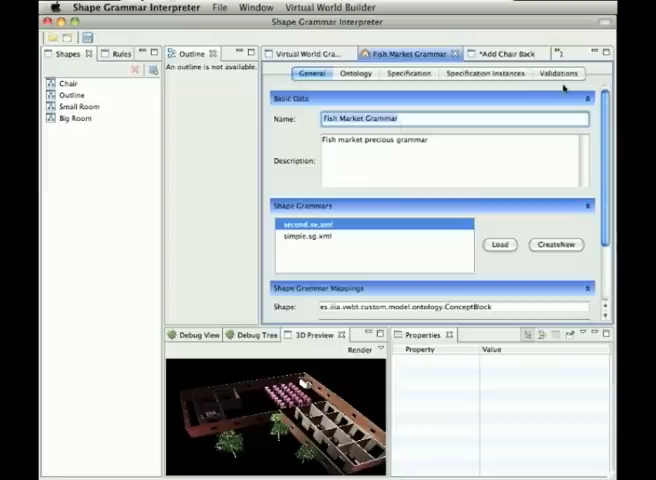 Shape Grammar Interpreter File Window Virtual World Builder
Shape Grammar Interpreter
Shapes Rules
Chair
Outline
Small Room
Big Room
Outline
An outline is not available.
Virtual World Gra... Fish Market Grammar *Add Chair Back 1
General Ontology Specification Specification Instances Validations
Basic Data
Name: Fish Market Grammar
Description: Fish market precious grammar
Shape Grammars
second.se.xml
simple.sg.xml
Load CreateNew
Shape Grammar Mappings
Shape: es.iiia.vwbt.custom.model.ontology.ConceptBlock
Debug View Debug Tree 3D Preview
Render
Properties
Property Value